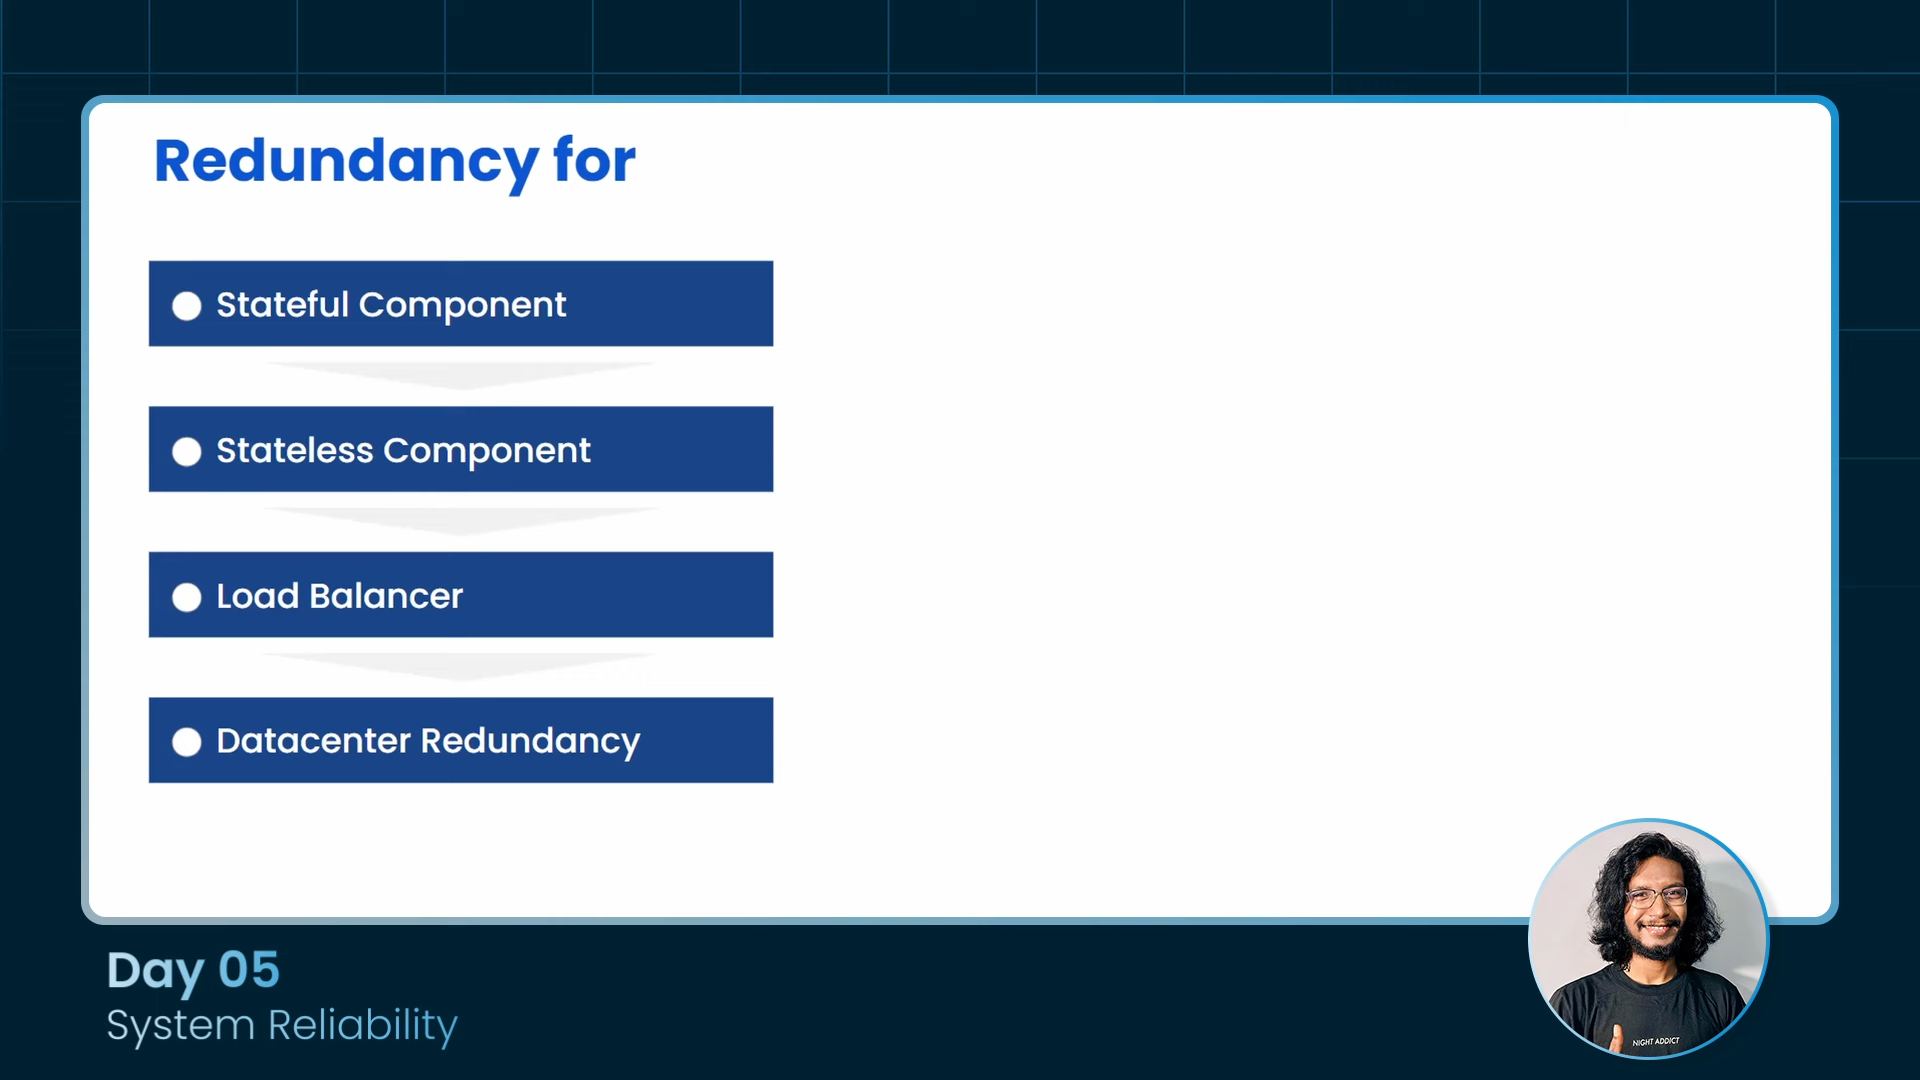 Redundancy for
Stateful Component
Stateless Component
Load Balancer
Datacenter Redundancy
Day 05
System Reliability
NIGHT ADDICT